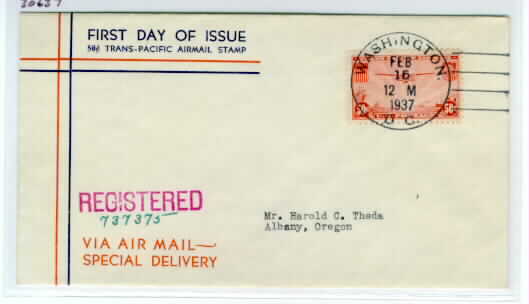 30637
FIRST DAY OF ISSUE
50¢ TRANS-PACIFIC AIRMAIL STAMP
WASHINGTON.
FEB
16
12 M
1937
D. C.
50¢
REGISTERED
737375
Mr. Harold C. Theda
Albany, Oregon
VIA AIR MAIL—
SPECIAL DELIVERY